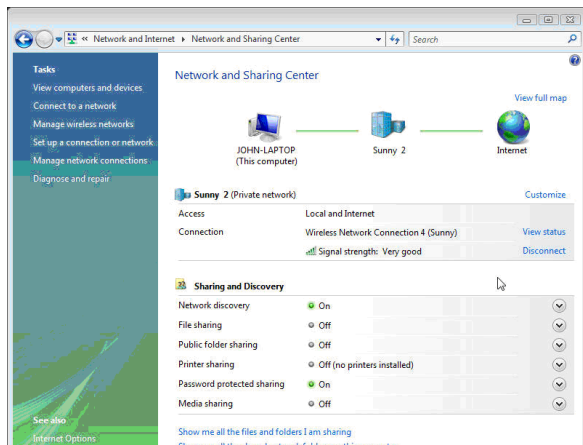 « Network and Internet ▸ Network and Sharing Center
Search
Tasks
View computers and devices
Connect to a network
Manage wireless networks
Set up a connection or network
Manage network connections
Diagnose and repair
See also
Internet Options
Network and Sharing Center
View full map
JOHN-LAPTOP
(This computer)
Sunny 2
Internet
Sunny 2 (Private network)
Customize
Access Local and Internet
Connection Wireless Network Connection 4 (Sunny) View status
Signal strength: Very good Disconnect
Sharing and Discovery
Network discovery On
File sharing Off
Public folder sharing Off
Printer sharing Off (no printers installed)
Password protected sharing On
Media sharing Off
Show me all the files and folders I am sharing